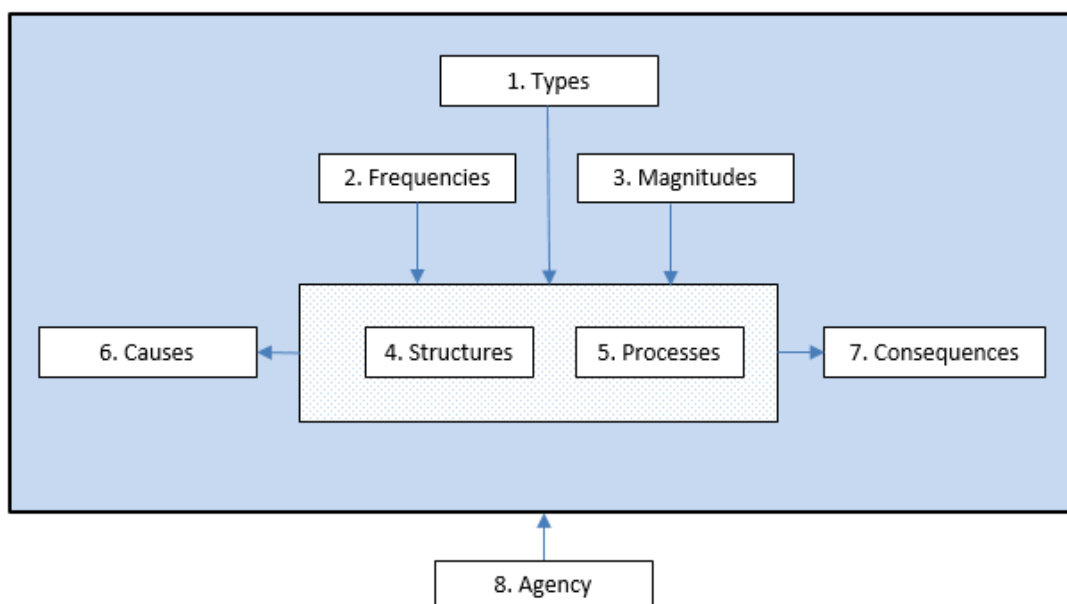 1. Types
2. Frequencies
3. Magnitudes
4. Structures
5. Processes
6. Causes
7. Consequences
8. Agency